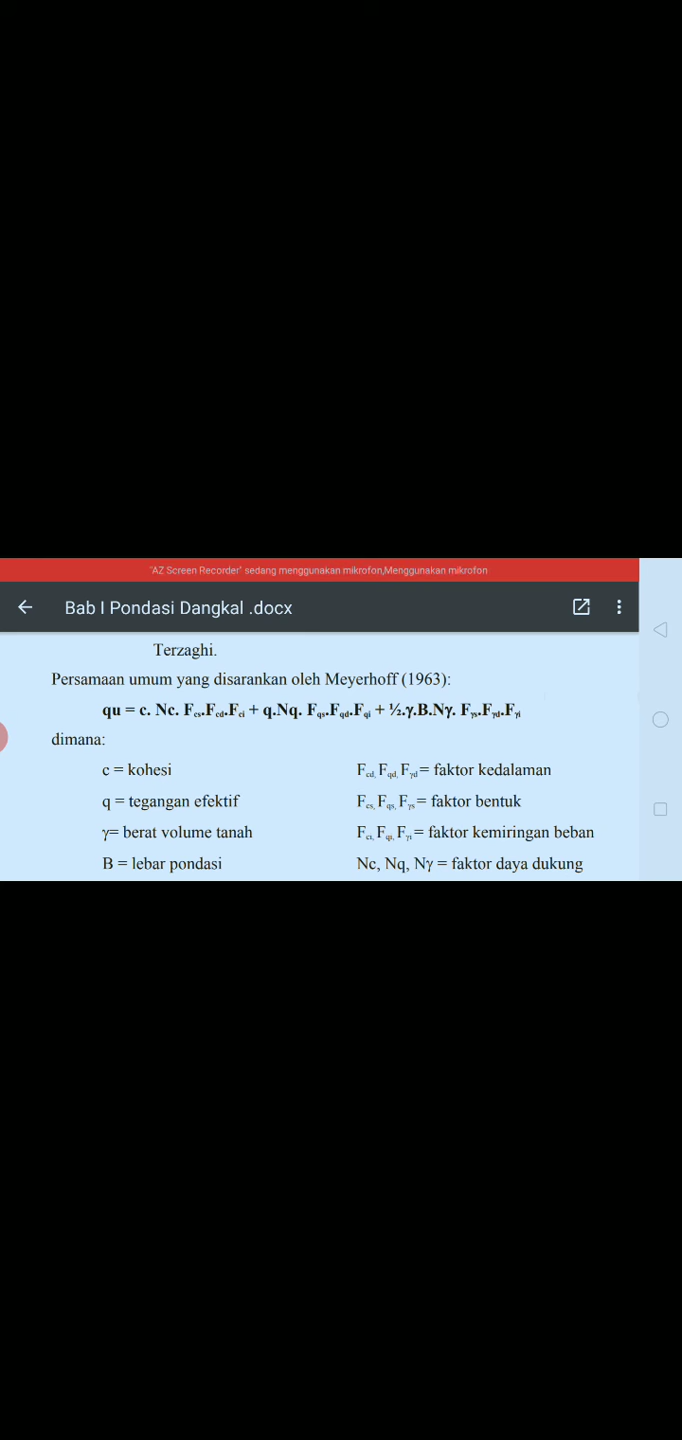 "AZ Screen Recorder" sedang menggunakan mikrofon,Menggunakan mikrofon
Bab I Pondasi Dangkal .docx
Terzaghi.
Persamaan umum yang disarankan oleh Meyerhoff (1963):
qu = c. Nc. Fcs.Fcd.Fci + q.Nq. Fqs.Fqd.Fqi + ½.γ.B.Nγ. Fγs.Fγd.Fγi
dimana:
c = kohesi Fcd, Fqd, Fγd = faktor kedalaman
q = tegangan efektif Fcs, Fqs, Fγs = faktor bentuk
γ= berat volume tanah Fci, Fqi, Fγi = faktor kemiringan beban
B = lebar pondasi Nc, Nq, Nγ = faktor daya dukung